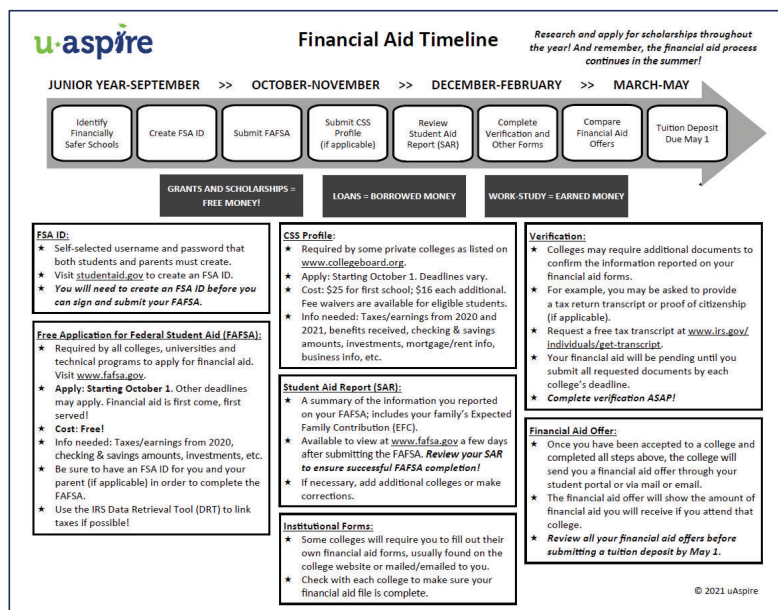 u·aspire
Financial Aid Timeline
Research and apply for scholarships throughout
the year! And remember, the financial aid process
continues in the summer!
JUNIOR YEAR-SEPTEMBER >> OCTOBER-NOVEMBER >> DECEMBER-FEBRUARY >> MARCH-MAY
Identify
Financially
Safer Schools
Create FSA ID
Submit FAFSA
Submit CSS
Profile
(if applicable)
Review
Student Aid
Report (SAR)
Complete
Verification and
Other Forms
Compare
Financial Aid
Offers
Tuition Deposit
Due May 1
GRANTS AND SCHOLARSHIPS =
FREE MONEY!
LOANS = BORROWED MONEY
WORK-STUDY = EARNED MONEY
FSA ID:
★ Self-selected username and password that
both students and parents must create.
★ Visit studentaid.gov to create an FSA ID.
★ You will need to create an FSA ID before you
can sign and submit your FAFSA.
Free Application for Federal Student Aid (FAFSA):
★ Required by all colleges, universities and
technical programs to apply for financial aid.
Visit www.fafsa.gov.
★ Apply: Starting October 1. Other deadlines
may apply. Financial aid is first come, first
served!
★ Cost: Free!
★ Info needed: Taxes/earnings from 2020,
checking & savings amounts, investments, etc.
★ Be sure to have an FSA ID for you and your
parent (if applicable) in order to complete the
FAFSA.
★ Use the IRS Data Retrieval Tool (DRT) to link
taxes if possible!
CSS Profile:
★ Required by some private colleges as listed on
www.collegeboard.org.
★ Apply: Starting October 1. Deadlines vary.
★ Cost: $25 for first school; $16 each additional.
Fee waivers are available for eligible students.
★ Info needed: Taxes/earnings from 2020 and
2021, benefits received, checking & savings
amounts, investments, mortgage/rent info,
business info, etc.
Student Aid Report (SAR):
★ A summary of the information you reported
on your FAFSA; includes your family's Expected
Family Contribution (EFC).
★ Available to view at www.fafsa.gov a few days
after submitting the FAFSA. Review your SAR
to ensure successful FAFSA completion!
★ If necessary, add additional colleges or make
corrections.
Institutional Forms:
★ Some colleges will require you to fill out their
own financial aid forms, usually found on the
college website or mailed/emailed to you.
★ Check with each college to make sure your
financial aid file is complete.
Verification:
★ Colleges may require additional documents to
confirm the information reported on your
financial aid forms.
★ For example, you may be asked to provide
a tax return transcript or proof of citizenship
(if applicable).
★ Request a free tax transcript at www.irs.gov/
individuals/get-transcript.
★ Your financial aid will be pending until you
submit all requested documents by each
college's deadline.
★ Complete verification ASAP!
Financial Aid Offer:
★ Once you have been accepted to a college and
completed all steps above, the college will
send you a financial aid offer through your
student portal or via mail or email.
★ The financial aid offer will show the amount of
financial aid you will receive if you attend that
college.
★ Review all your financial aid offers before
submitting a tuition deposit by May 1.
© 2021 uAspire